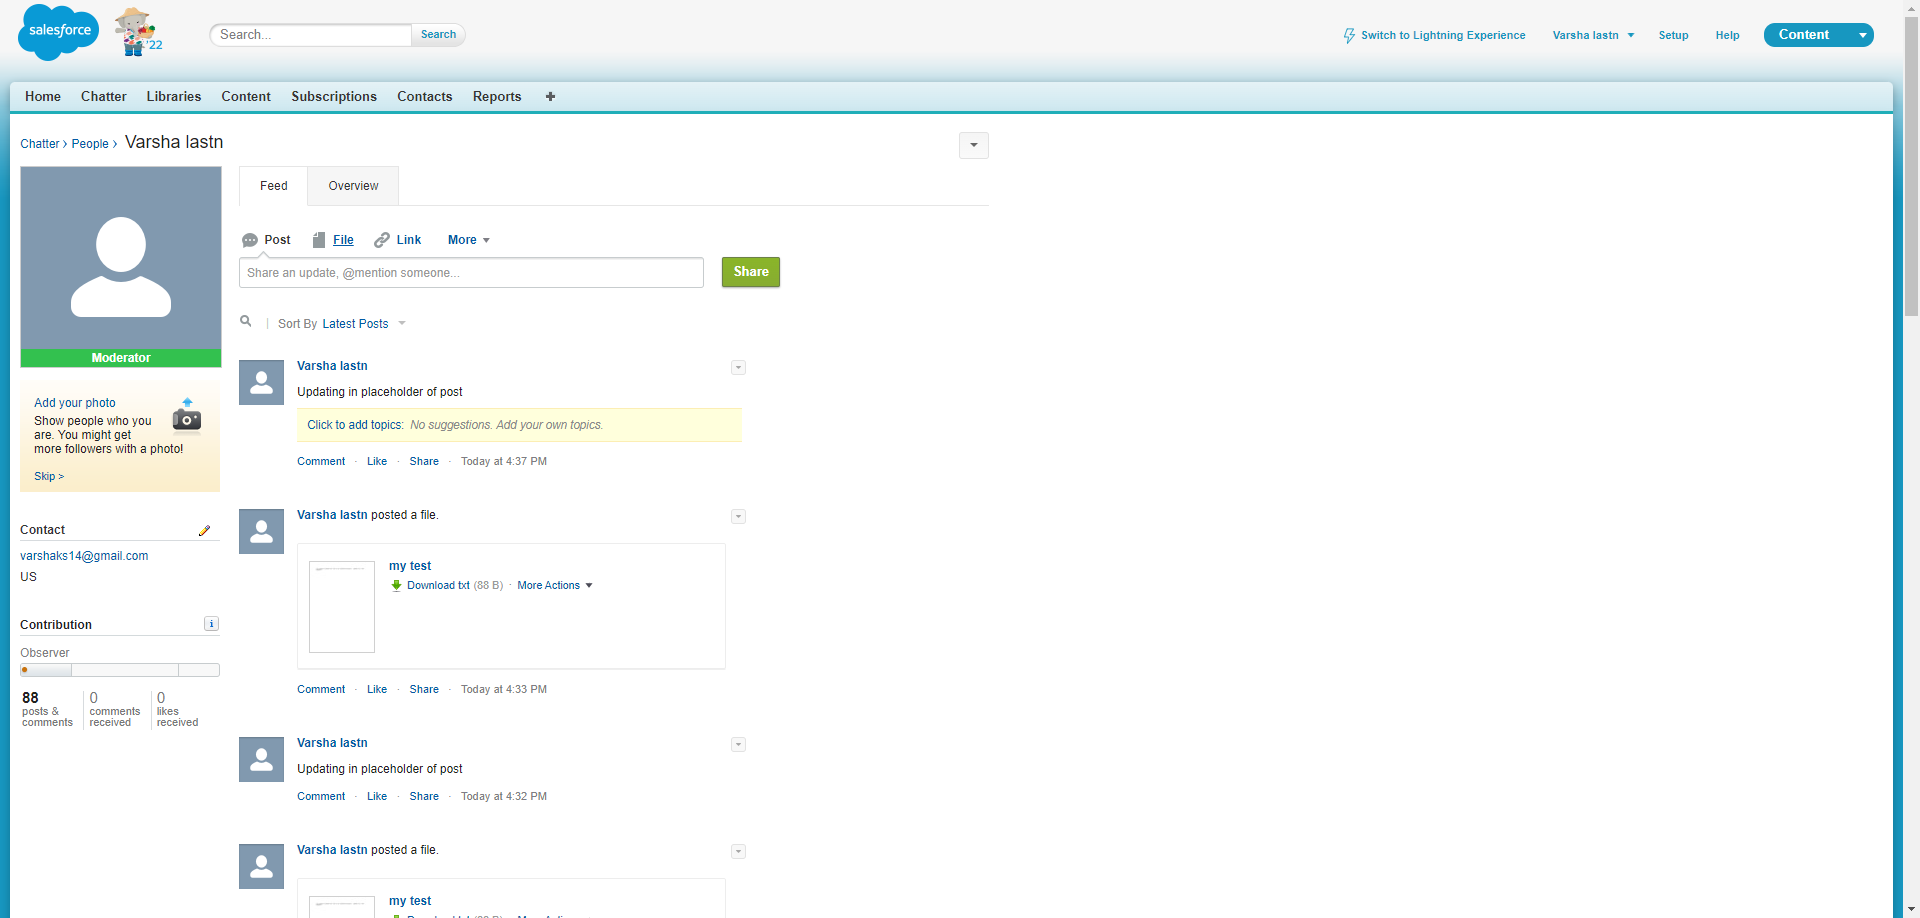 salesforce
'22
Search...
Search
Switch to Lightning Experience
Varsha lastn
Setup
Help
Content
Home
Chatter
Libraries
Content
Subscriptions
Contacts
Reports
Chatter › People › Varsha lastn
Moderator
Add your photo
Show people who you
are. You might get
more followers with a photo!
Skip >
Contact
varshaks14@gmail.com
US
Contribution
Observer
88
posts &
comments
0
comments
received
0
likes
received
Feed
Overview
Post
File
Link
More
Share an update, @mention someone...
Share
Sort By Latest Posts
Varsha lastn
Updating in placeholder of post
Click to add topics: No suggestions. Add your own topics.
Comment · Like · Share · Today at 4:37 PM
Varsha lastn posted a file.
my test
Download txt (88 B) · More Actions
Comment · Like · Share · Today at 4:33 PM
Varsha lastn
Updating in placeholder of post
Comment · Like · Share · Today at 4:32 PM
Varsha lastn posted a file.
my test